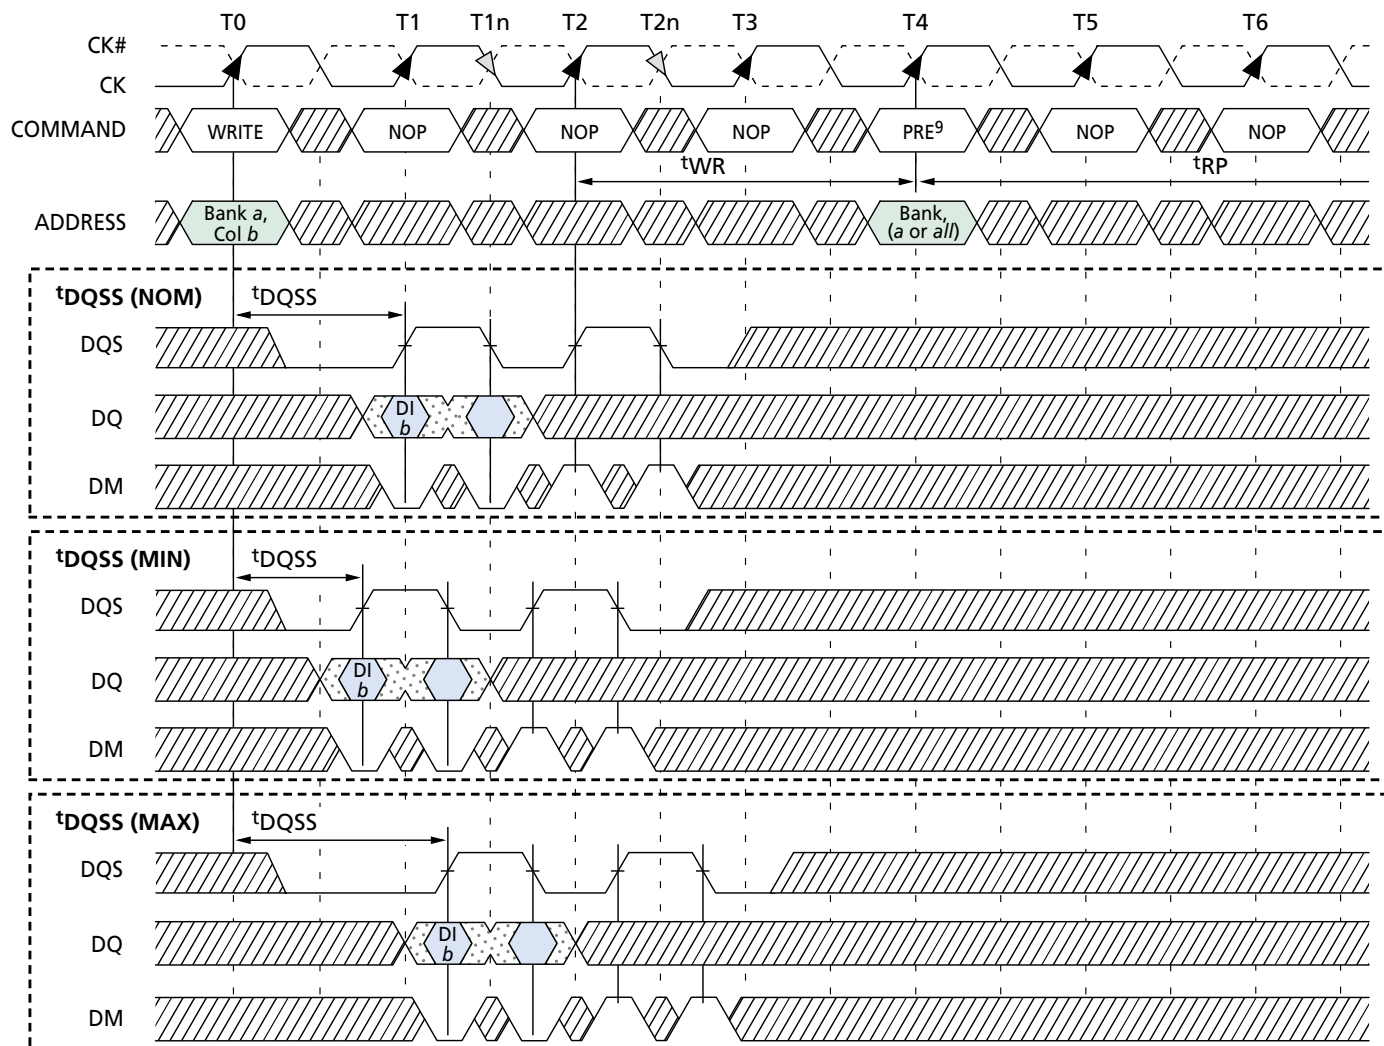 T0 T1 T1n T2 T2n T3 T4 T5 T6
CK#
CK
COMMAND WRITE NOP NOP NOP PRE9 NOP NOP
tWR tRP
ADDRESS Bank a, Col b Bank, (a or all)
tDQSS (NOM) tDQSS
DQS
DQ DI b
DM
tDQSS (MIN) tDQSS
DQS
DQ DI b
DM
tDQSS (MAX) tDQSS
DQS
DQ DI b
DM